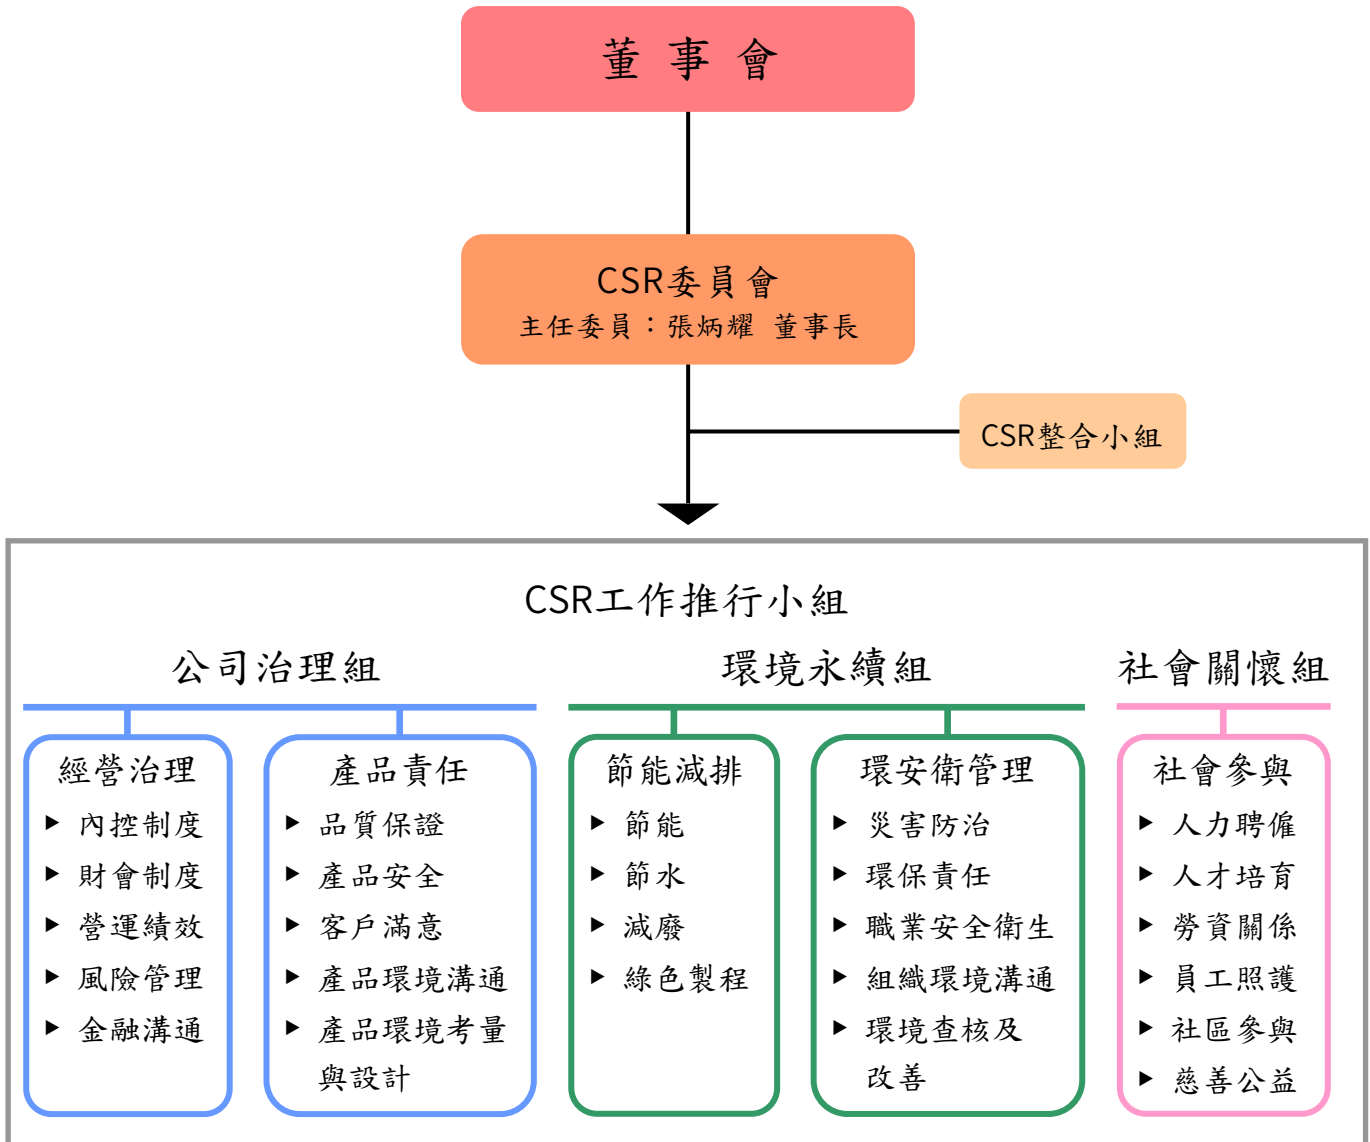 董事會
CSR委員會
主任委員：張炳耀 董事長
CSR整合小組
CSR工作推行小組
公司治理組
經營治理
▶ 內控制度
▶ 財會制度
▶ 營運績效
▶ 風險管理
▶ 金融溝通
產品責任
▶ 品質保證
▶ 產品安全
▶ 客戶滿意
▶ 產品環境溝通
▶ 產品環境考量
與設計
環境永續組
節能減排
▶ 節能
▶ 節水
▶ 減廢
▶ 綠色製程
環安衛管理
▶ 災害防治
▶ 環保責任
▶ 職業安全衛生
▶ 組織環境溝通
▶ 環境查核及
改善
社會關懷組
社會參與
▶ 人力聘僱
▶ 人才培育
▶ 勞資關係
▶ 員工照護
▶ 社區參與
▶ 慈善公益